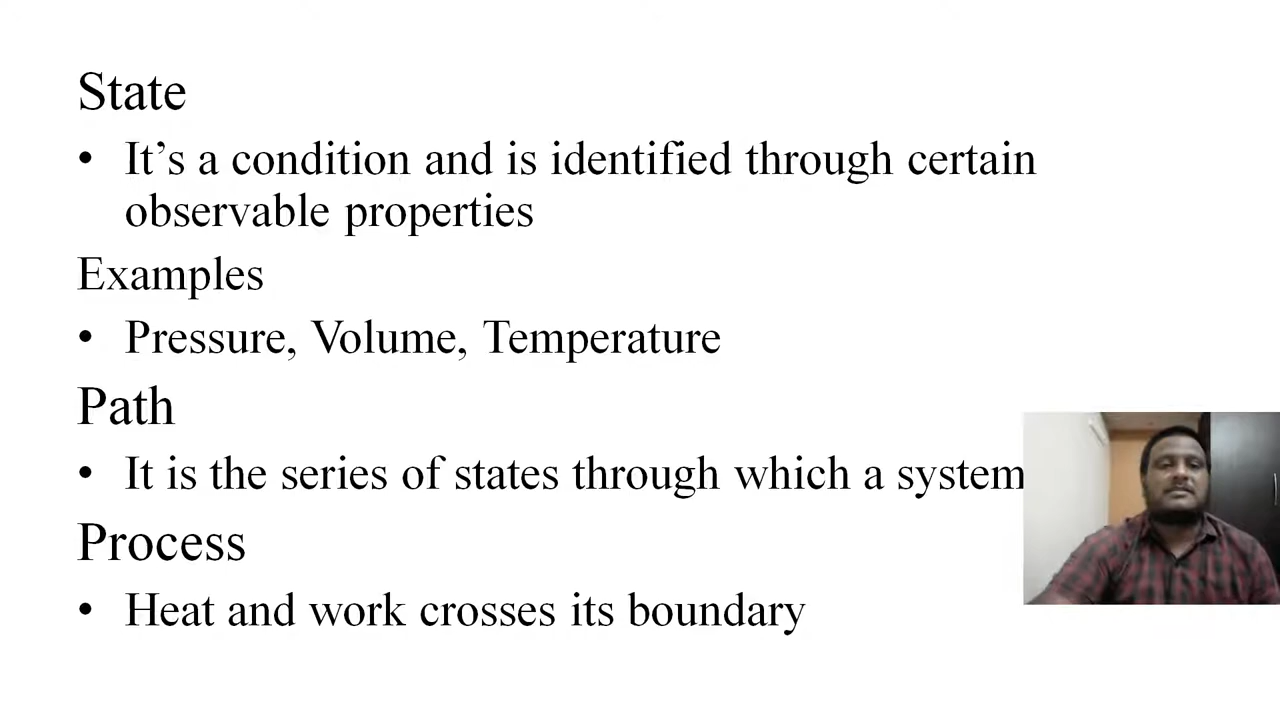 State
• It’s a condition and is identified through certain
observable properties
Examples
• Pressure, Volume, Temperature
Path
• It is the series of states through which a system
Process
• Heat and work crosses its boundary